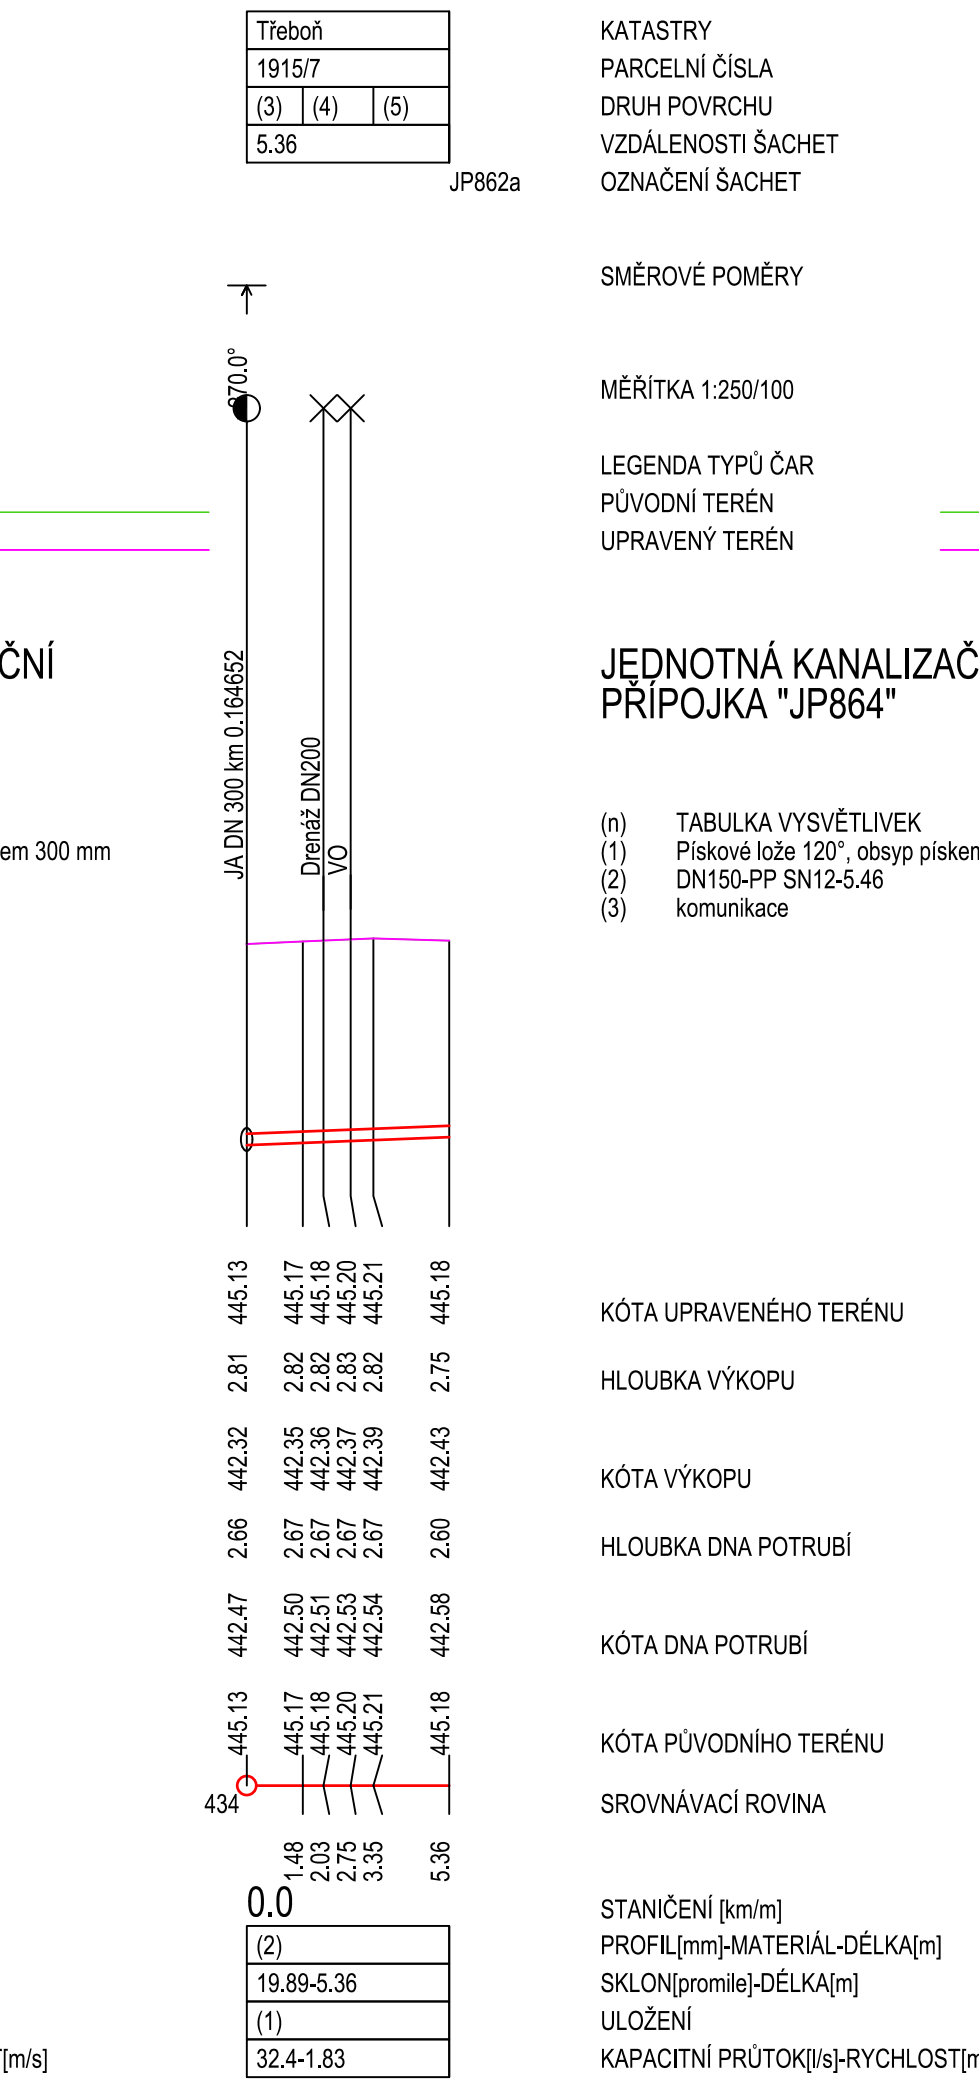 Třeboň
KATASTRY
1915/7
PARCELNÍ ČÍSLA
(3) (4) (5)
DRUH POVRCHU
5.36
VZDÁLENOSTI ŠACHET
JP862a
OZNAČENÍ ŠACHET
SMĚROVÉ POMĚRY
MĚŘÍTKA 1:250/100
LEGENDA TYPŮ ČAR
PŮVODNÍ TERÉN
UPRAVENÝ TERÉN
ČNÍ
JA DN 300 km 0.164652
Drenáž DN200
VO
JEDNOTNÁ KANALIZAČ
PŘÍPOJKA "JP864"
em 300 mm
(n) TABULKA VYSVĚTLIVEK
(1) Pískové lože 120°, obsyp pískem
(2) DN150-PP SN12-5.46
(3) komunikace
445.13 445.17 445.18 445.20 445.21 445.18
KÓTA UPRAVENÉHO TERÉNU
2.81 2.82 2.82 2.83 2.82 2.75
HLOUBKA VÝKOPU
442.32 442.35 442.36 442.37 442.39 442.43
KÓTA VÝKOPU
2.66 2.67 2.67 2.67 2.67 2.60
HLOUBKA DNA POTRUBÍ
442.47 442.50 442.51 442.53 442.54 442.58
KÓTA DNA POTRUBÍ
445.13 445.17 445.18 445.20 445.21 445.18
KÓTA PŮVODNÍHO TERÉNU
434
SROVNÁVACÍ ROVINA
1.48 2.03 2.75 3.35 5.36
0.0
STANIČENÍ [km/m]
(2)
PROFIL[mm]-MATERIÁL-DÉLKA[m]
19.89-5.36
SKLON[promile]-DÉLKA[m]
(1)
ULOŽENÍ
T[m/s]
32.4-1.83
KAPACITNÍ PRŮTOK[l/s]-RYCHLOST[m